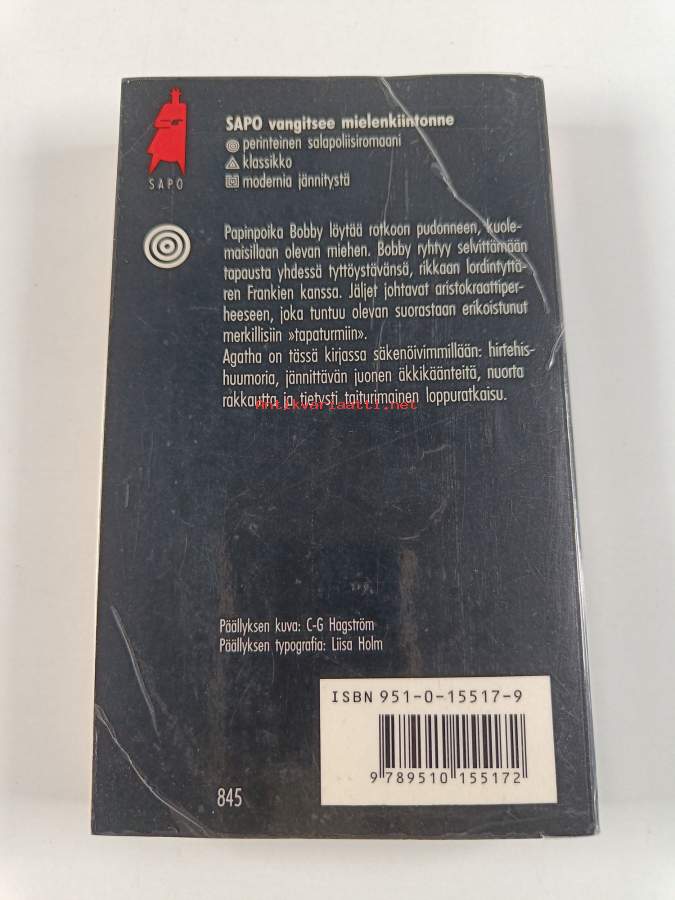 SAPO vangitsee mielenkiintonne
perinteinen salapoliisiromaani
klassikko
modernia jännitystä
SAPO
Papinpoika Bobby löytää rotkoon pudonneen, kuole-
maisillaan olevan miehen. Bobby ryhtyy selvittämään
tapausta yhdessä tyttöystävänsä, rikkaan lordintyttä-
ren Frankien kanssa. Jäljet johtavat aristokraattiper-
heeseen, joka tuntuu olevan suorastaan erikoistunut
merkillisiin »tapaturmiin».
Agatha on tässä kirjassa säkenöivimmillään: hirtehis-
huumoria, jännittävän juonen äkkikäänteitä, nuorta
rakkautta ja tietysti taiturimainen loppuratkaisu.
Antikvariaatti.net
Päällyksen kuva: C-G Hagström
Päällyksen typografia: Liisa Holm
ISBN 951-0-15517-9
9 789510 155172
845